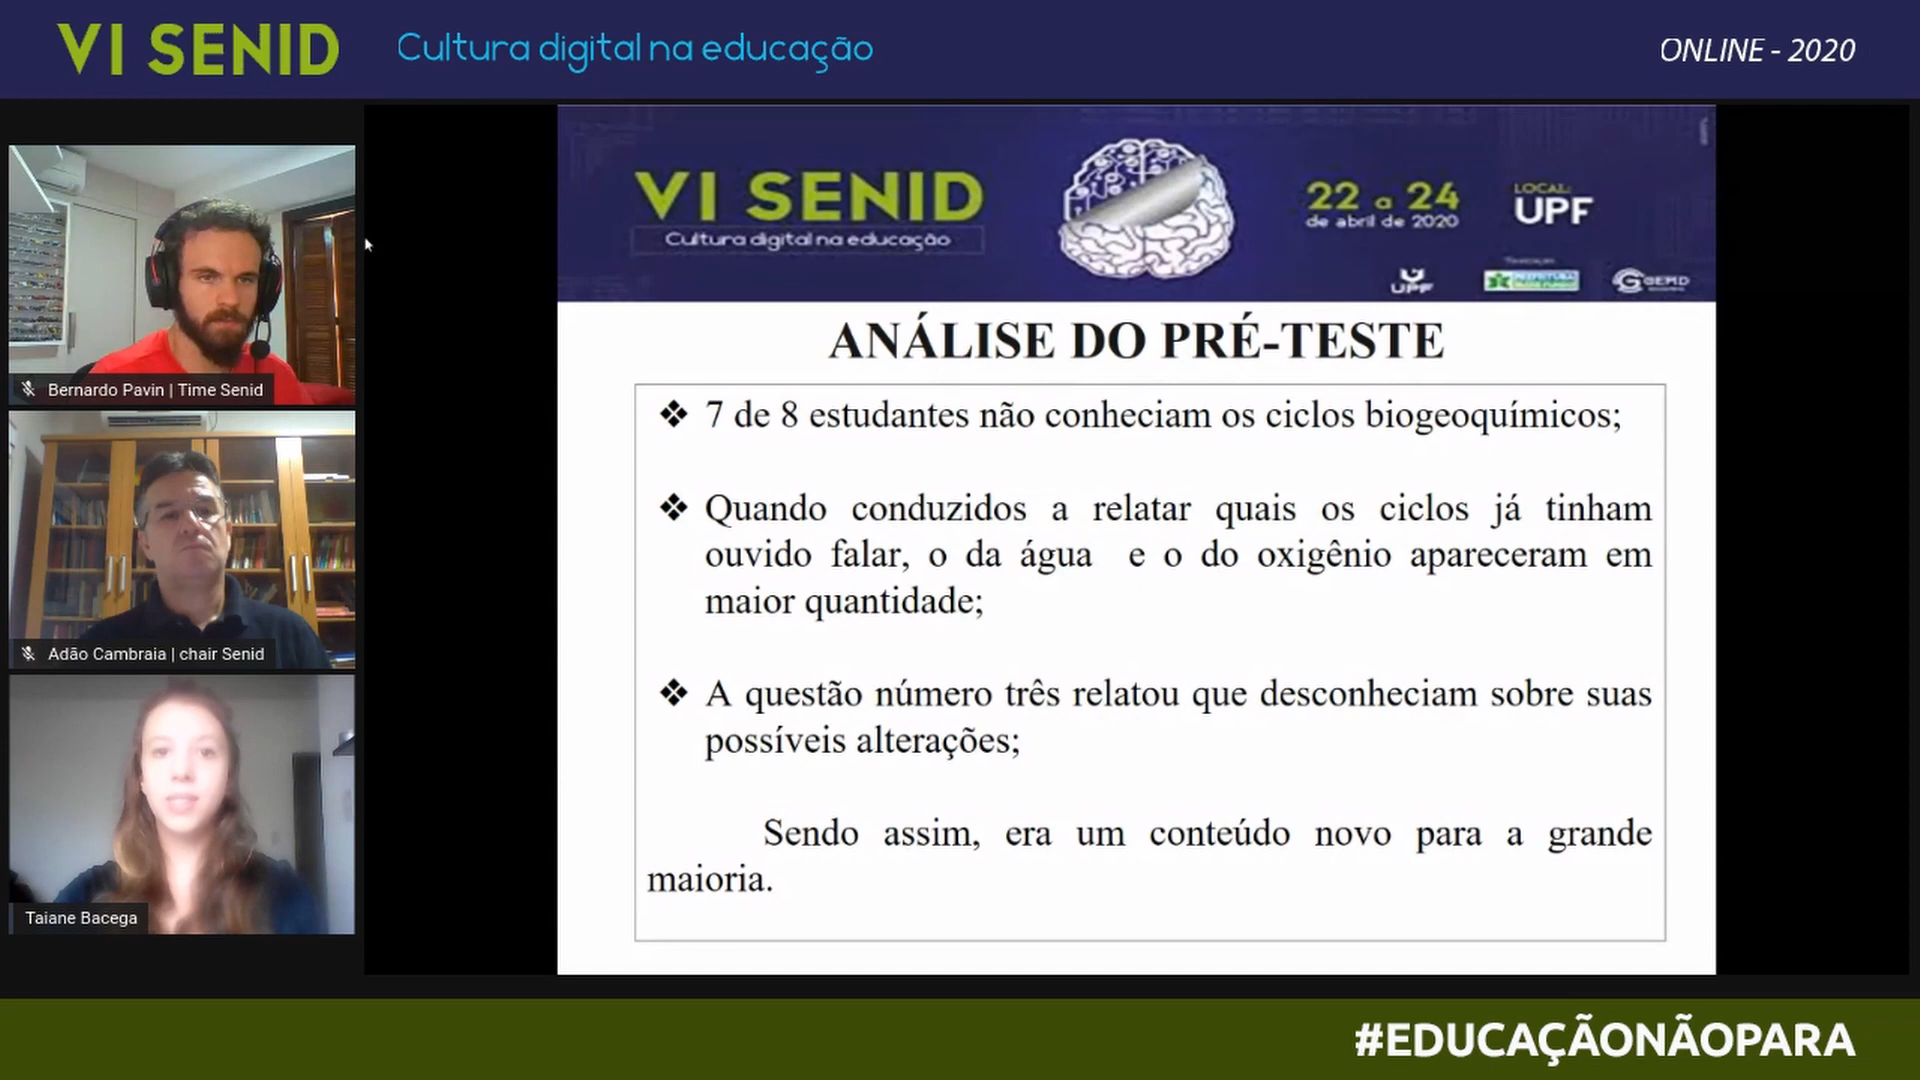 VI SENID
Cultura digital na educação
ONLINE - 2020
VI SENID
Cultura digital na educação
22 a 24
de abril de 2020
LOCAL:
UPF
UPF
PREFEITURA
GEPID
Bernardo Pavin | Time Senid
Adão Cambraia | chair Senid
Taiane Bacega
ANÁLISE DO PRÉ-TESTE
❖ 7 de 8 estudantes não conheciam os ciclos biogeoquímicos;
❖ Quando conduzidos a relatar quais os ciclos já tinham
ouvido falar, o da água e o do oxigênio apareceram em
maior quantidade;
❖ A questão número três relatou que desconheciam sobre suas
possíveis alterações;
Sendo assim, era um conteúdo novo para a grande
maioria.
#EDUCAÇÃONÃOPARA